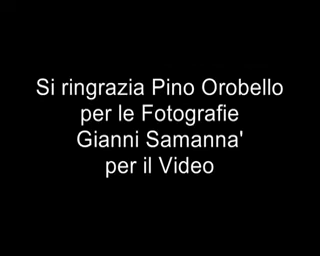 Si ringrazia Pino Orobello
per le Fotografie
Gianni Samanna'
per il Video